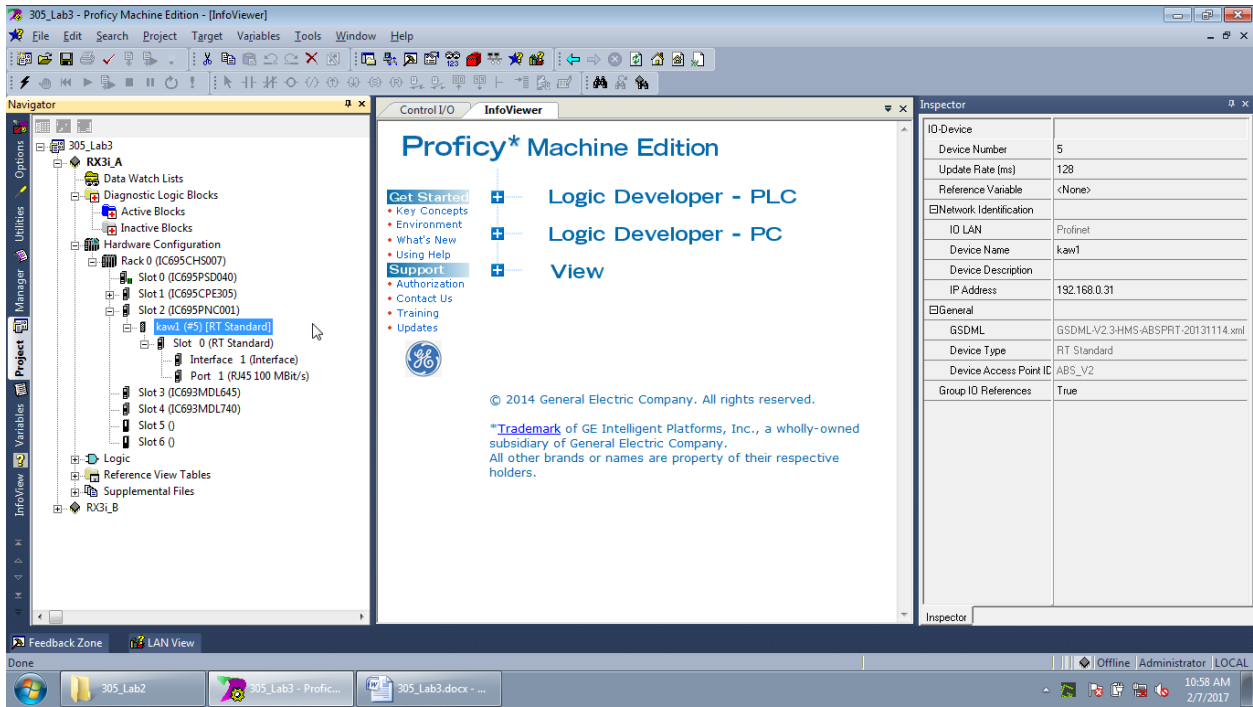 305_Lab3 - Proficy Machine Edition - [InfoViewer]
File Edit Search Project Target Variables Tools Window Help
Navigator
Options
Utilities
Manager
Project
Variables
InfoView
305_Lab3
RX3i_A
Data Watch Lists
Diagnostic Logic Blocks
Active Blocks
Inactive Blocks
Hardware Configuration
Rack 0 (IC695CHS007)
Slot 0 (IC695PSD040)
Slot 1 (IC695CPE305)
Slot 2 (IC695PNC001)
kaw1 (#5) [RT Standard]
Slot 0 (RT Standard)
Interface 1 (Interface)
Port 1 (RJ45 100 MBit/s)
Slot 3 (IC693MDL645)
Slot 4 (IC693MDL740)
Slot 5 ()
Slot 6 ()
Logic
Reference View Tables
Supplemental Files
RX3i_B
Control I/O InfoViewer
Proficy* Machine Edition
Get Started
Key Concepts
Environment
What's New
Using Help
Support
Authorization
Contact Us
Training
Updates
Logic Developer - PLC
Logic Developer - PC
View
© 2014 General Electric Company. All rights reserved.
*Trademark of GE Intelligent Platforms, Inc., a wholly-owned
subsidiary of General Electric Company.
All other brands or names are property of their respective
holders.
Inspector
IO-Device
Device Number 5
Update Rate (ms) 128
Reference Variable <None>
Network Identification
IO LAN Profinet
Device Name kaw1
Device Description
IP Address 192.168.0.31
General
GSDML GSDML-V2.3-HMS-ABSPRT-20131114.xml
Device Type RT Standard
Device Access Point ID ABS_V2
Group IO References True
Inspector
Feedback Zone LAN View
Done
Offline Administrator LOCAL
305_Lab2
305_Lab3 - Profic...
305_Lab3.docx - ...
10:58 AM
2/7/2017